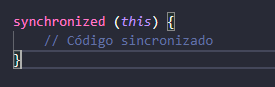 synchronized (this) {
    // Código sincronizado
}